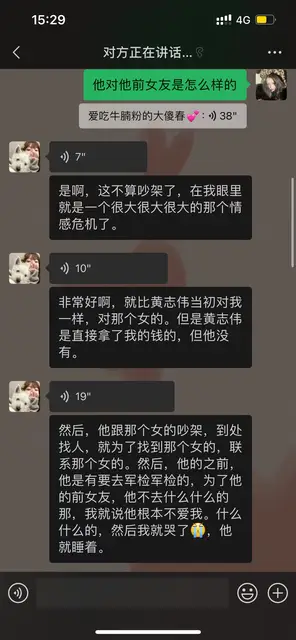 15:29
4G
对方正在讲话...
他对他前女友是怎么样的
爱吃牛腩粉的大傻春💕：38"
7"
是啊，这不算吵架了，在我眼里
就是一个很大很大很大的那个情
感危机了。
10"
非常好啊，就比黄志伟当初对我
一样，对那个女的。但是黄志伟
是直接拿了我的钱的，但他没
有。
19"
然后，他跟那个女的吵架，到处
找人，就为了找到那个女的，联
系那个女的。然后，他的之前，
他是有要去军检军检的，为了他
的前女友，他不去什么什么的
那，我就说他根本不爱我。什么
什么的，然后我就哭了😭，他
就睡着。